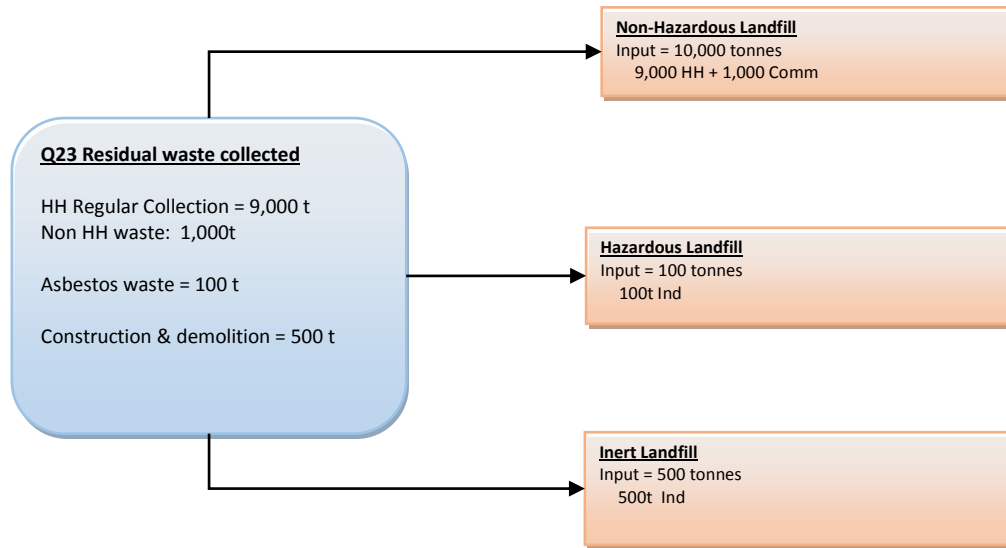 Non-Hazardous Landfill
Input = 10,000 tonnes
9,000 HH + 1,000 Comm
Q23 Residual waste collected
HH Regular Collection = 9,000 t
Non HH waste: 1,000t
Asbestos waste = 100 t
Construction & demolition = 500 t
Hazardous Landfill
Input = 100 tonnes
100t Ind
Inert Landfill
Input = 500 tonnes
500t Ind